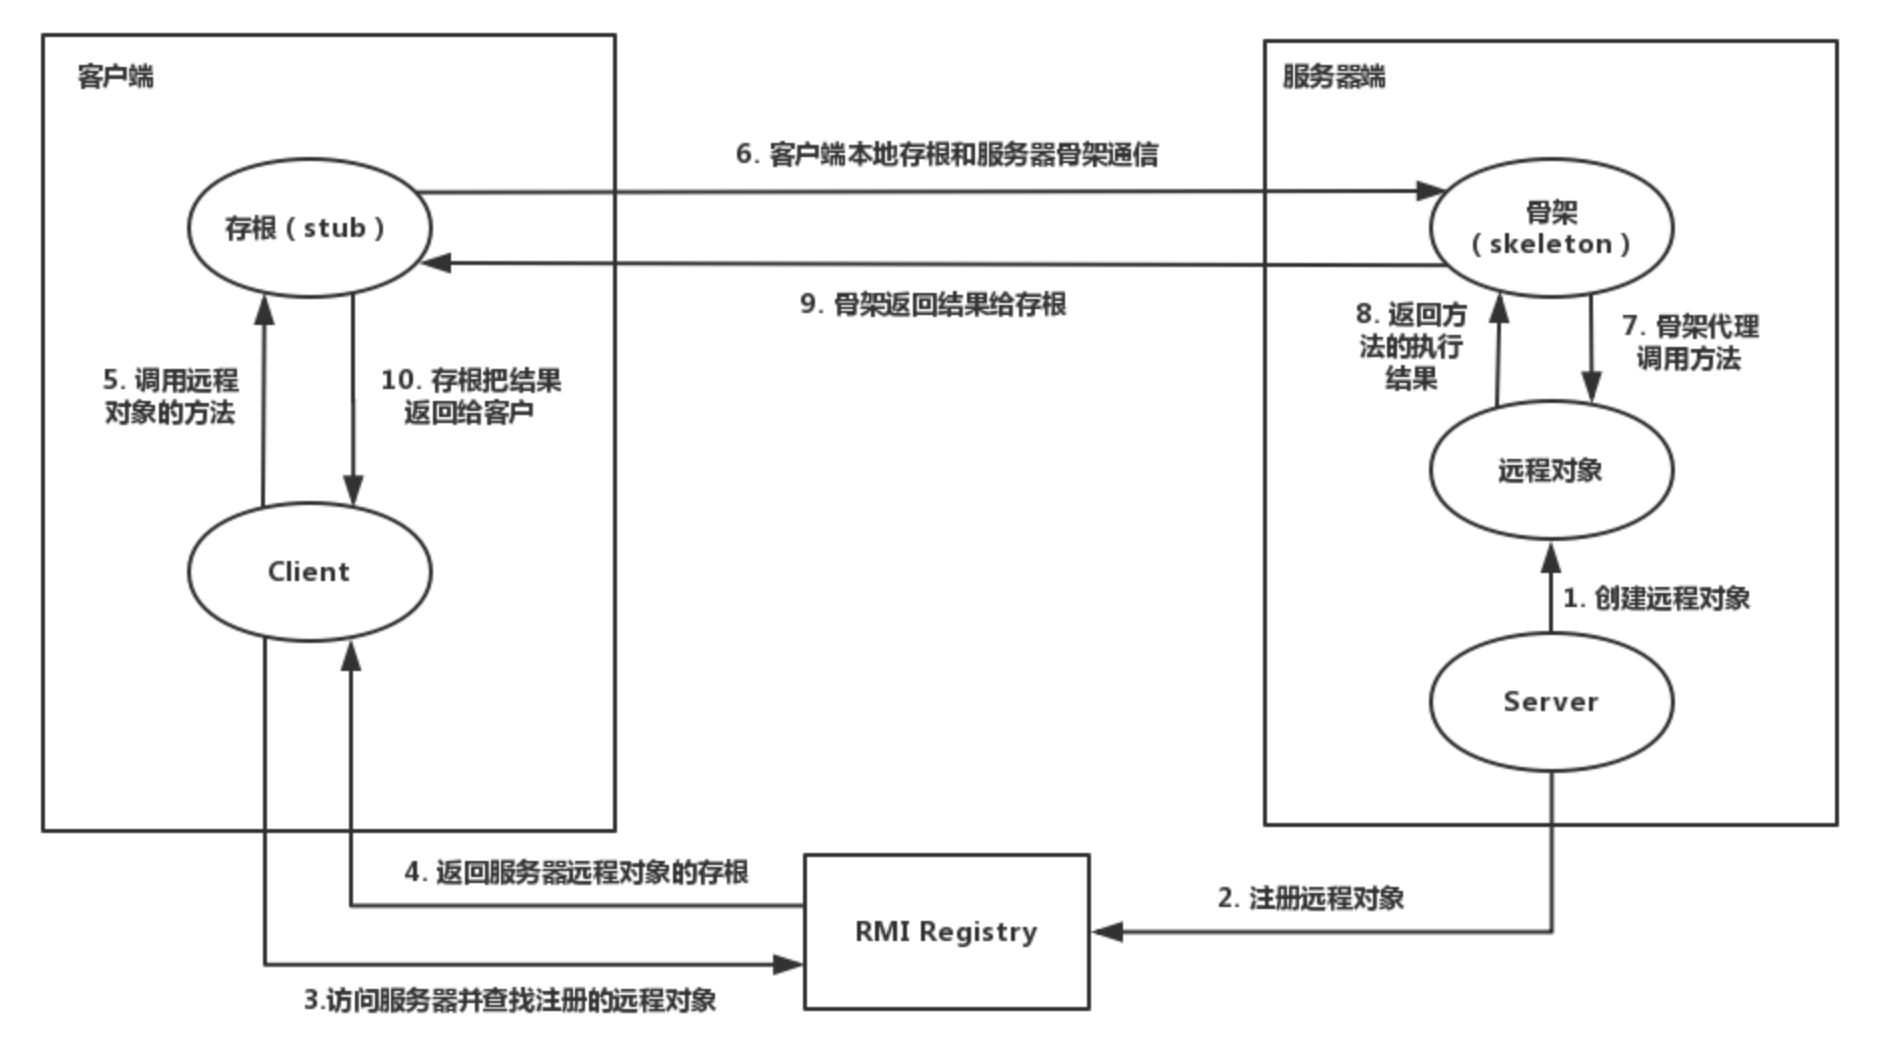 客户端
服务器端
6. 客户端本地存根和服务器骨架通信
存根（stub）
骨架
（skeleton）
9. 骨架返回结果给存根
8. 返回方
法的执行
结果
7. 骨架代理
调用方法
5. 调用远程
对象的方法
10. 存根把结果
返回给客户
远程对象
Client
1. 创建远程对象
Server
4. 返回服务器远程对象的存根
2. 注册远程对象
RMI Registry
3.访问服务器并查找注册的远程对象